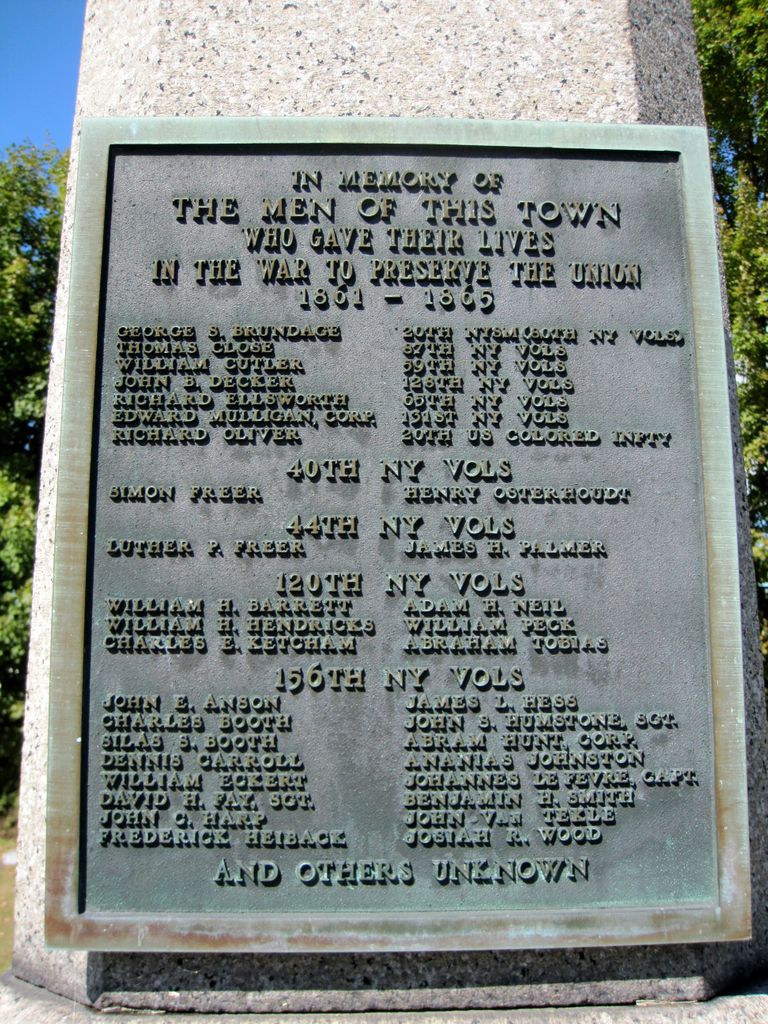 IN MEMORY OF
THE MEN OF THIS TOWN
WHO GAVE THEIR LIVES
IN THE WAR TO PRESERVE THE UNION
1861 – 1865
GEORGE S. BRUNDAGE 20TH NYSM (80TH NY VOLS)
THOMAS CLOSE 87TH NY VOLS
WILLIAM CUTLER 99TH NY VOLS
JOHN B. DECKER 128TH NY VOLS
RICHARD ELLSWORTH 55TH NY VOLS
EDWARD MULLIGAN, CORP. 131ST NY VOLS
RICHARD OLIVER 20TH US COLORED INFTY
40TH NY VOLS
SIMON FREER HENRY OSTERHOUDT
44TH NY VOLS
LUTHER P. FREER JAMES H. PALMER
120TH NY VOLS
WILLIAM H. BARRETT ADAM H. NEIL
WILLIAM H. HENDRICKS WILLIAM PECK
CHARLES E. KETCHAM ABRAHAM TOBIAS
156TH NY VOLS
JOHN E. ANSON JAMES L. HESS
CHARLES BOOTH JOHN S. HUMSTONE, SGT.
SILAS S. BOOTH ABRAM HUNT, CORP.
DENNIS CARROLL ANANIAS JOHNSTON
WILLIAM ECKERT JOHANNES LE FEVRE, CAPT.
DAVID H. FAY, SGT. BENJAMIN H. SMITH
JOHN C. HARP JOHN VAN TEKLE
FREDERICK HEIBACK JOSIAH R. WOOD
AND OTHERS UNKNOWN